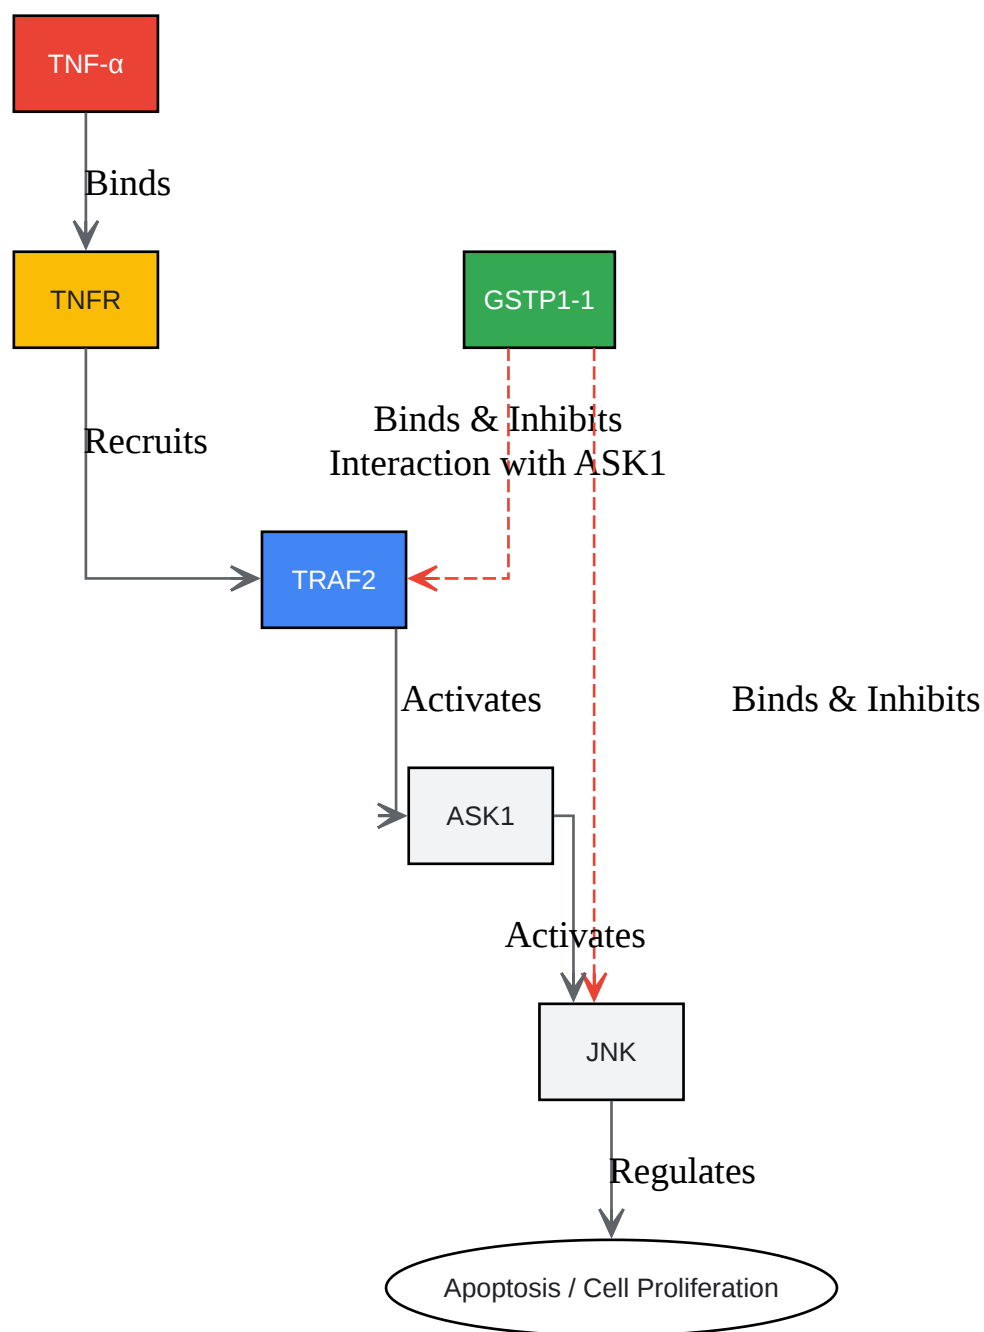 TNF-α
Binds
TNFR
GSTP1-1
Binds & Inhibits
Interaction with ASK1
Recruits
TRAF2
Activates
Binds & Inhibits
ASK1
Activates
JNK
Regulates
Apoptosis / Cell Proliferation